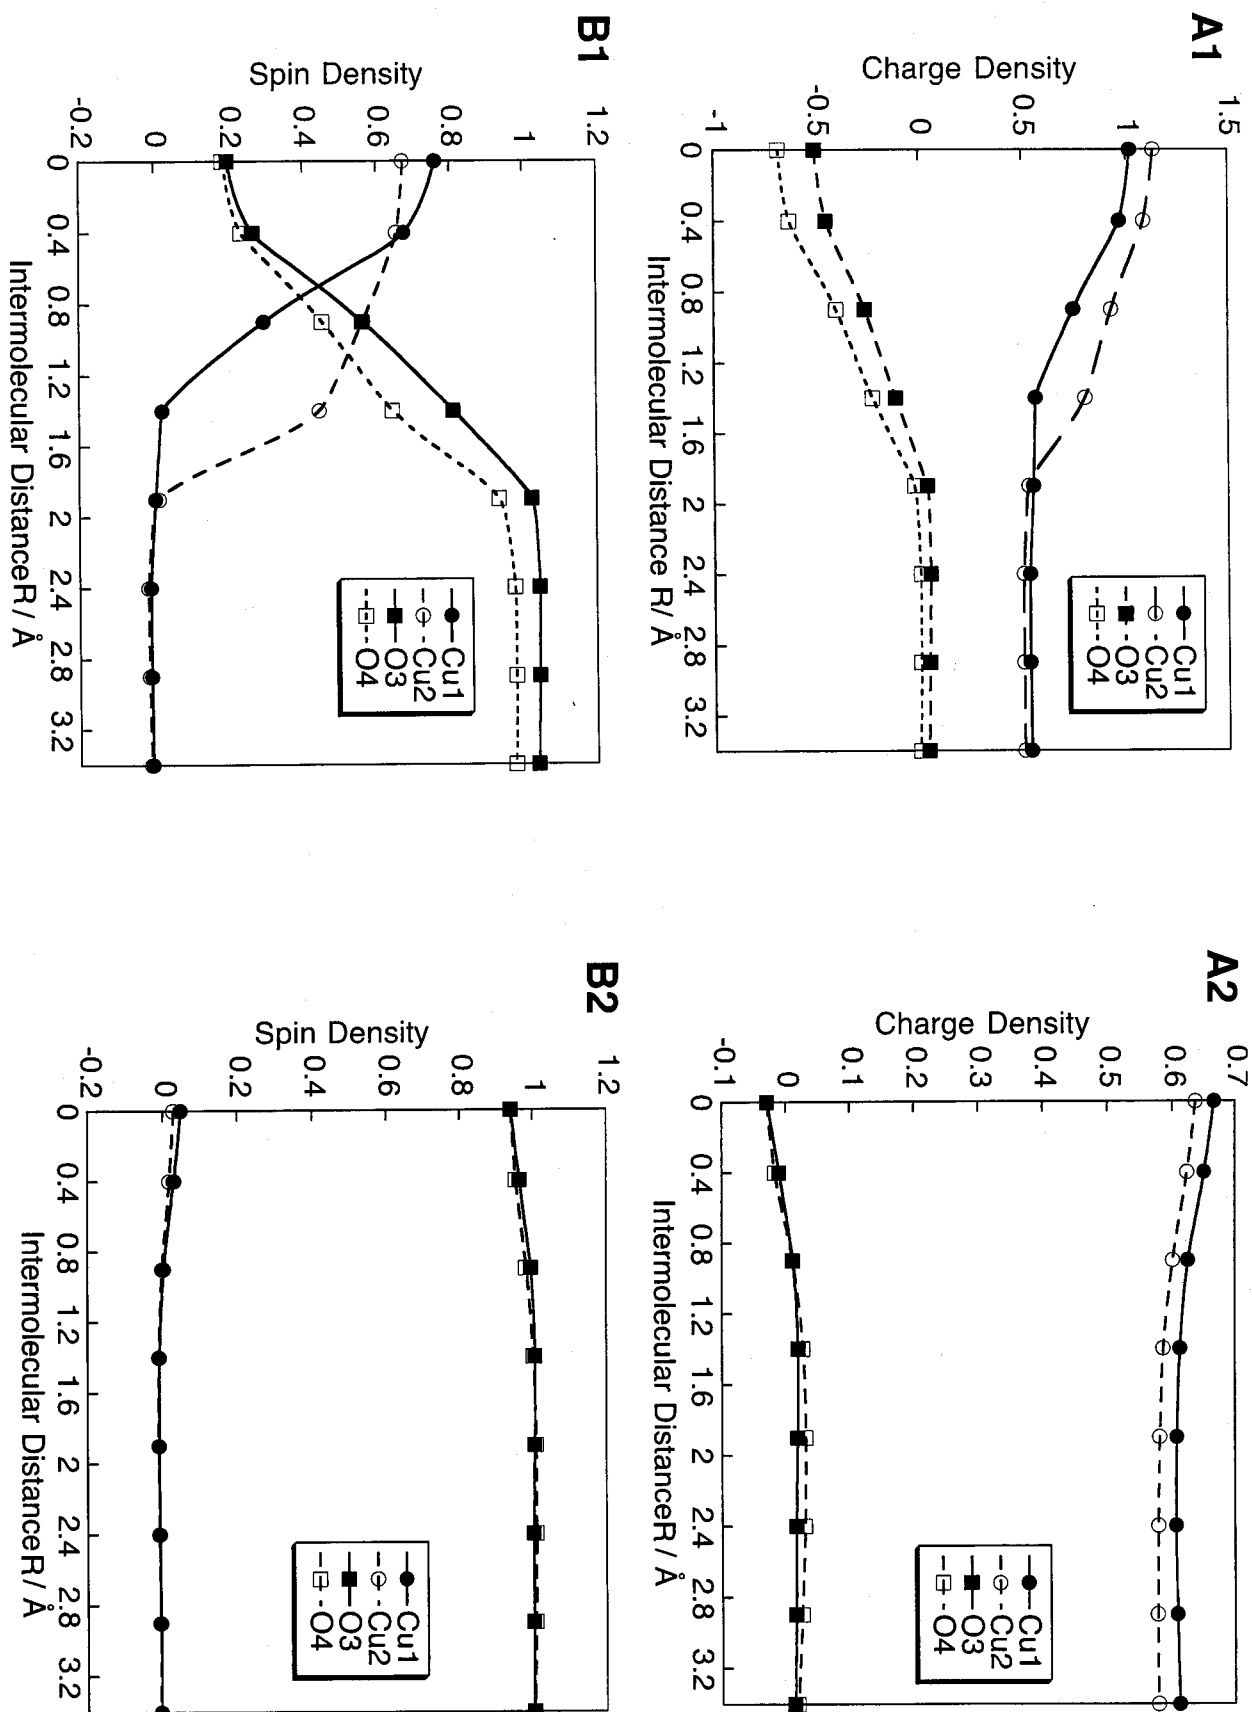 A1
Charge Density
1.5
1
0.5
0
-0.5
-1
0 0.4 0.8 1.2 1.6 2 2.4 2.8 3.2
Intermolecular Distance R/ Å
Cu1
Cu2
O3
O4
A2
Charge Density
0.7
0.6
0.5
0.4
0.3
0.2
0.1
0
-0.1
0 0.4 0.8 1.2 1.6 2 2.4 2.8 3.2
Intermolecular DistanceR/ Å
Cu1
Cu2
O3
O4
B1
Spin Density
1.2
1
0.8
0.6
0.4
0.2
0
-0.2
0 0.4 0.8 1.2 1.6 2 2.4 2.8 3.2
Intermolecular DistanceR/ Å
Cu1
Cu2
O3
O4
B2
Spin Density
1.2
1
0.8
0.6
0.4
0.2
0
-0.2
0 0.4 0.8 1.2 1.6 2 2.4 2.8 3.2
Intermolecular DistanceR/ Å
Cu1
Cu2
O3
O4